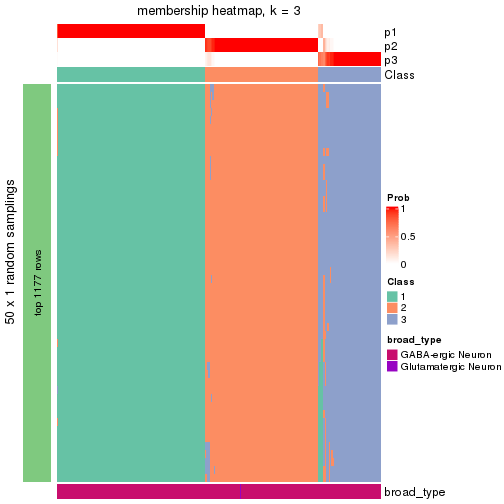 membership heatmap, k = 3
p1
p2
p3
Class
50 x 1 random samplings
top 1177 rows
Prob
1
0.5
0
Class
1
2
3
broad_type
GABA-ergic Neuron
Glutamatergic Neuron
broad_type